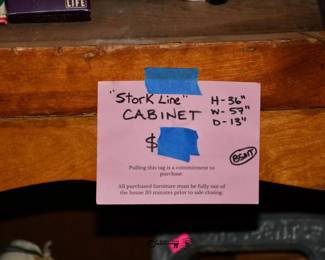 LIFE
"Stork Line"
CABINET
$
H-36"
W-57"
D-13"
BSMT
Pulling this tag is a commitment to
purchase.
All purchased furniture must be fully out of
the house 30 minutes prior to sale closing.